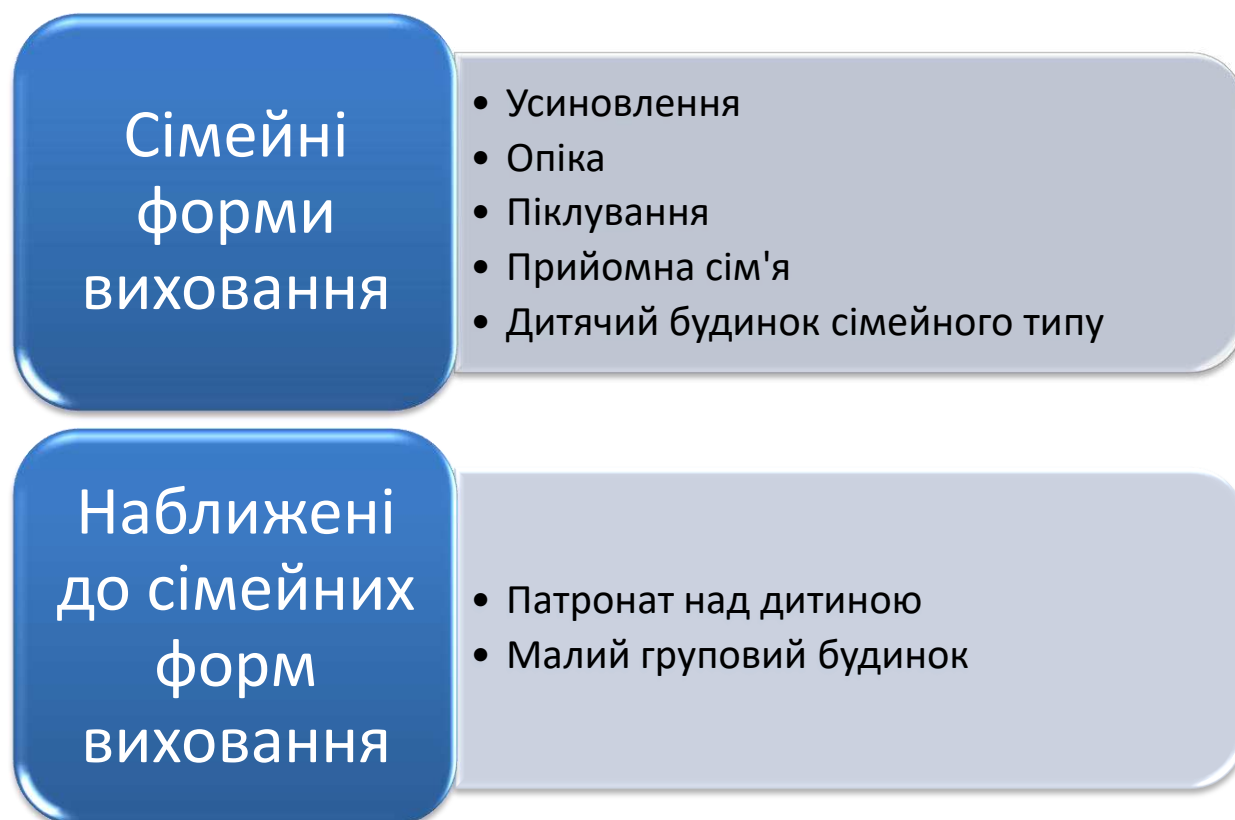 Сімейні
форми
виховання
• Усиновлення
• Опіка
• Піклування
• Прийомна сім'я
• Дитячий будинок сімейного типу
Наближені
до сімейних
форм
виховання
• Патронат над дитиною
• Малий груповий будинок